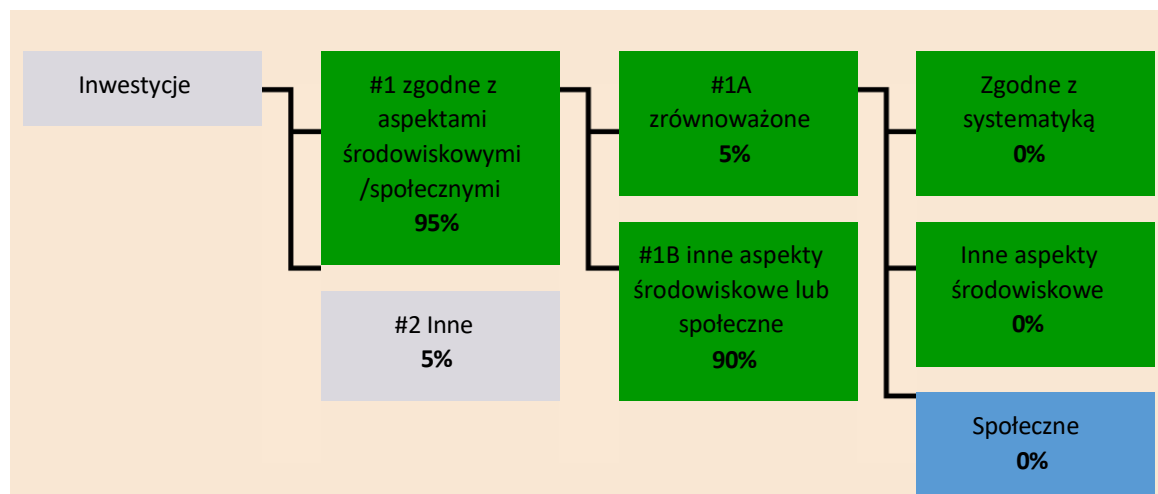 Inwestycje
#1 zgodne z
aspektami
środowiskowymi
/społecznymi
95%
#2 Inne
5%
#1A
zrównoważone
5%
#1B inne aspekty
środowiskowe lub
społeczne
90%
Zgodne z
systematyką
0%
Inne aspekty
środowiskowe
0%
Społeczne
0%